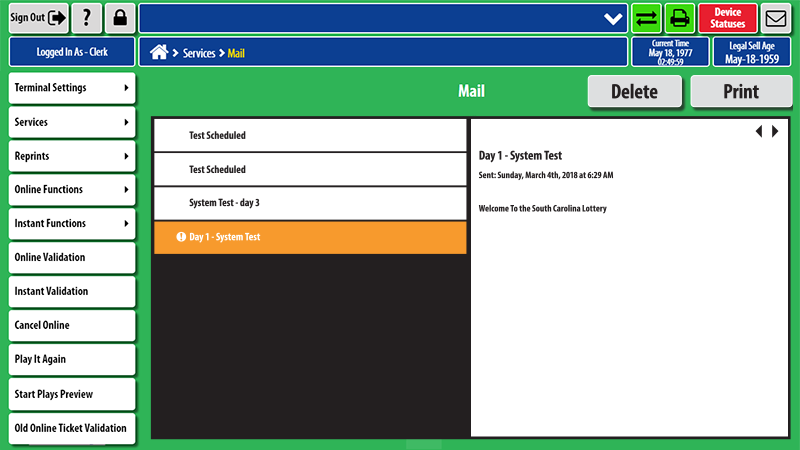 Sign Out
?
Device
Statuses
Logged In As - Clerk
Services
Mail
Current Time
May 18, 1977
02:49:59
Legal Sell Age
May-18-1959
Terminal Settings
Services
Reprints
Online Functions
Instant Functions
Online Validation
Instant Validation
Cancel Online
Play It Again
Start Plays Preview
Old Online Ticket Validation
Mail
Delete
Print
Test Scheduled
Test Scheduled
System Test - day 3
Day 1 - System Test
Day 1 - System Test
Sent: Sunday, March 4th, 2018 at 6:29 AM
Welcome To the South Carolina Lottery